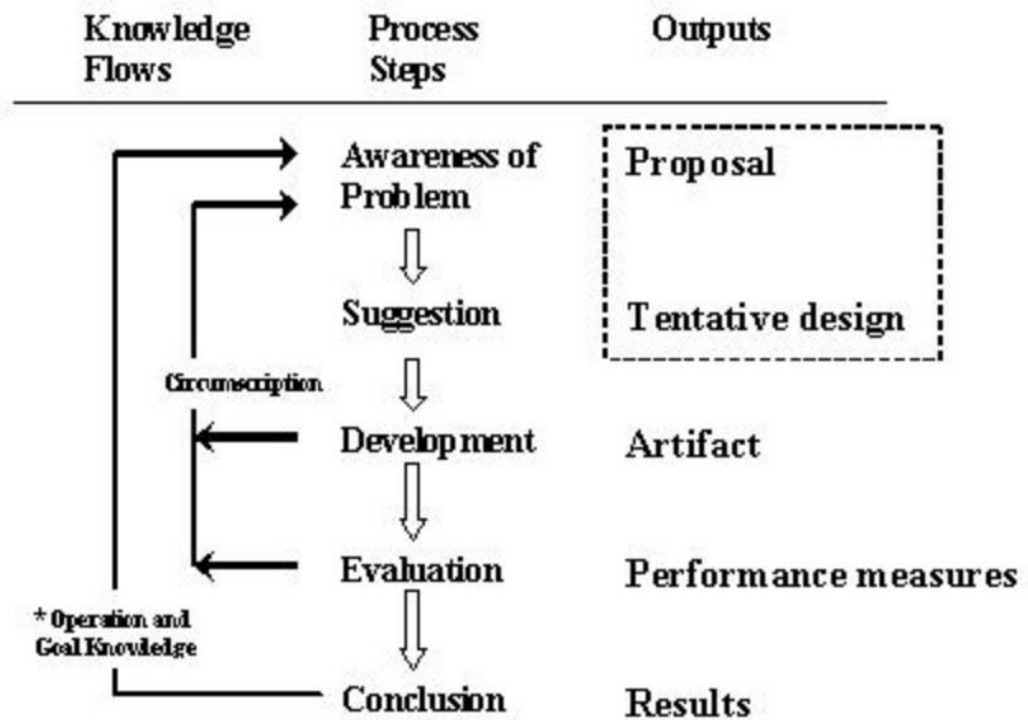 Knowledge
Flows
Process
Steps
Outputs
Awareness of
Problem
Proposal
Suggestion
Tentative design
Circumscription
Development
Artifact
Evaluation
Performance measures
* Operation and
Goal Knowledge
Conclusion
Results